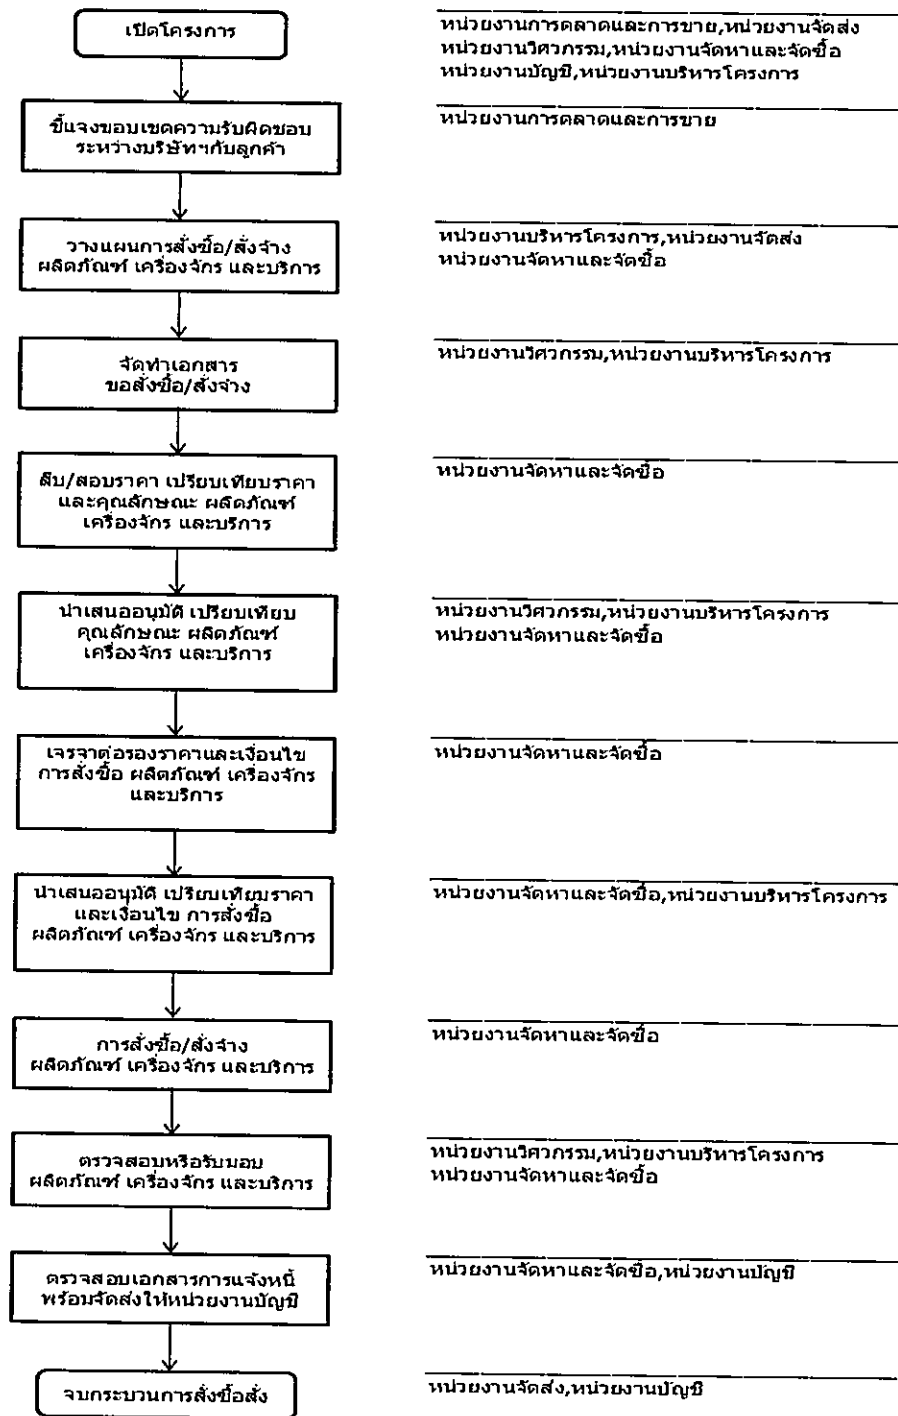 เปิดโครงการ
หน่วยงานการตลาดและการขาย,หน่วยงานจัดส่ง
หน่วยงานวิศวกรรม,หน่วยงานจัดหาและจัดซื้อ
หน่วยงานบัญชี,หน่วยงานบริหารโครงการ
ชี้แจงขอบเขตความรับผิดชอบ
ระหว่างบริษัทฯกับลูกค้า
หน่วยงานการตลาดและการขาย
วางแผนการสั่งซื้อ/สั่งจ้าง
ผลิตภัณฑ์ เครื่องจักร และบริการ
หน่วยงานบริหารโครงการ,หน่วยงานจัดส่ง
หน่วยงานจัดหาและจัดซื้อ
จัดทำเอกสาร
ขอสั่งซื้อ/สั่งจ้าง
หน่วยงานวิศวกรรม,หน่วยงานบริหารโครงการ
สืบ/สอบราคา เปรียบเทียบราคา
และคุณลักษณะ ผลิตภัณฑ์
เครื่องจักร และบริการ
หน่วยงานจัดหาและจัดซื้อ
นำเสนออนุมัติ เปรียบเทียบ
คุณลักษณะ ผลิตภัณฑ์
เครื่องจักร และบริการ
หน่วยงานวิศวกรรม,หน่วยงานบริหารโครงการ
หน่วยงานจัดหาและจัดซื้อ
เจรจาต่อรองราคาและเงื่อนไข
การสั่งซื้อ ผลิตภัณฑ์ เครื่องจักร
และบริการ
หน่วยงานจัดหาและจัดซื้อ
นำเสนออนุมัติ เปรียบเทียบราคา
และเงื่อนไข การสั่งซื้อ
ผลิตภัณฑ์ เครื่องจักร และบริการ
หน่วยงานจัดหาและจัดซื้อ,หน่วยงานบริหารโครงการ
การสั่งซื้อ/สั่งจ้าง
ผลิตภัณฑ์ เครื่องจักร และบริการ
หน่วยงานจัดหาและจัดซื้อ
ตรวจสอบหรือรับมอบ
ผลิตภัณฑ์ เครื่องจักร และบริการ
หน่วยงานวิศวกรรม,หน่วยงานบริหารโครงการ
หน่วยงานจัดหาและจัดซื้อ
ตรวจสอบเอกสารการแจ้งหนี้
พร้อมจัดส่งให้หน่วยงานบัญชี
หน่วยงานจัดหาและจัดซื้อ,หน่วยงานบัญชี
จบกระบวนการสั่งซื้อสั่ง
หน่วยงานจัดส่ง,หน่วยงานบัญชี